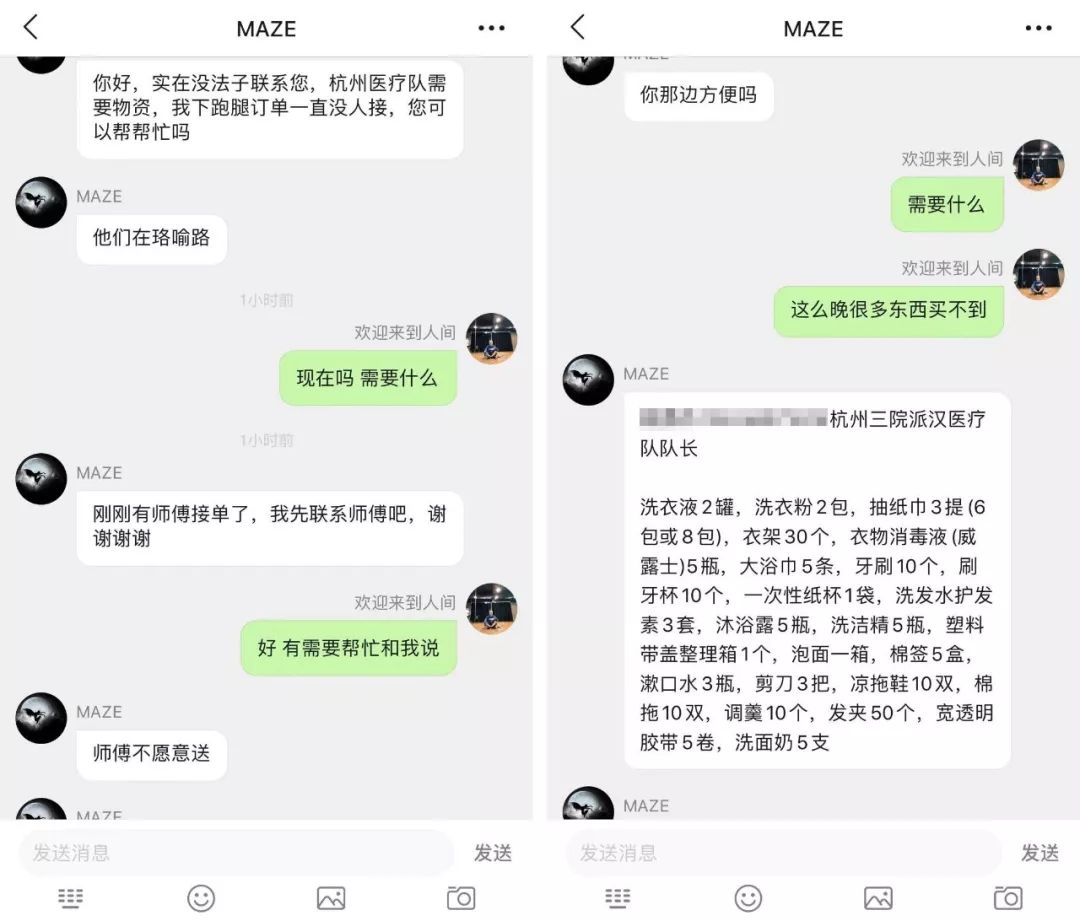 MAZE
你好，实在没法子联系您，杭州医疗队需
要物资，我下跑腿订单一直没人接，您可
以帮帮忙吗
MAZE
他们在珞喻路
1小时前
欢迎来到人间
现在吗 需要什么
1小时前
MAZE
刚刚有师傅接单了，我先联系师傅吧，谢
谢谢谢
欢迎来到人间
好 有需要帮忙和我说
MAZE
师傅不愿意送
MAZE
发送消息
发送
MAZE
MAZE
你那边方便吗
欢迎来到人间
需要什么
欢迎来到人间
这么晚很多东西买不到
MAZE
杭州三院派汉医疗
队队长
洗衣液2罐，洗衣粉2包，抽纸巾3提(6
包或8包)，衣架30个，衣物消毒液(威
露士)5瓶，大浴巾5条，牙刷10个，刷
牙杯10个，一次性纸杯1袋，洗发水护发
素3套，沐浴露5瓶，洗洁精5瓶，塑料
带盖整理箱1个，泡面一箱，棉签5盒，
漱口水3瓶，剪刀3把，凉拖鞋10双，棉
拖10双，调羹10个，发夹50个，宽透明
胶带5卷，洗面奶5支
MAZE
发送消息
发送